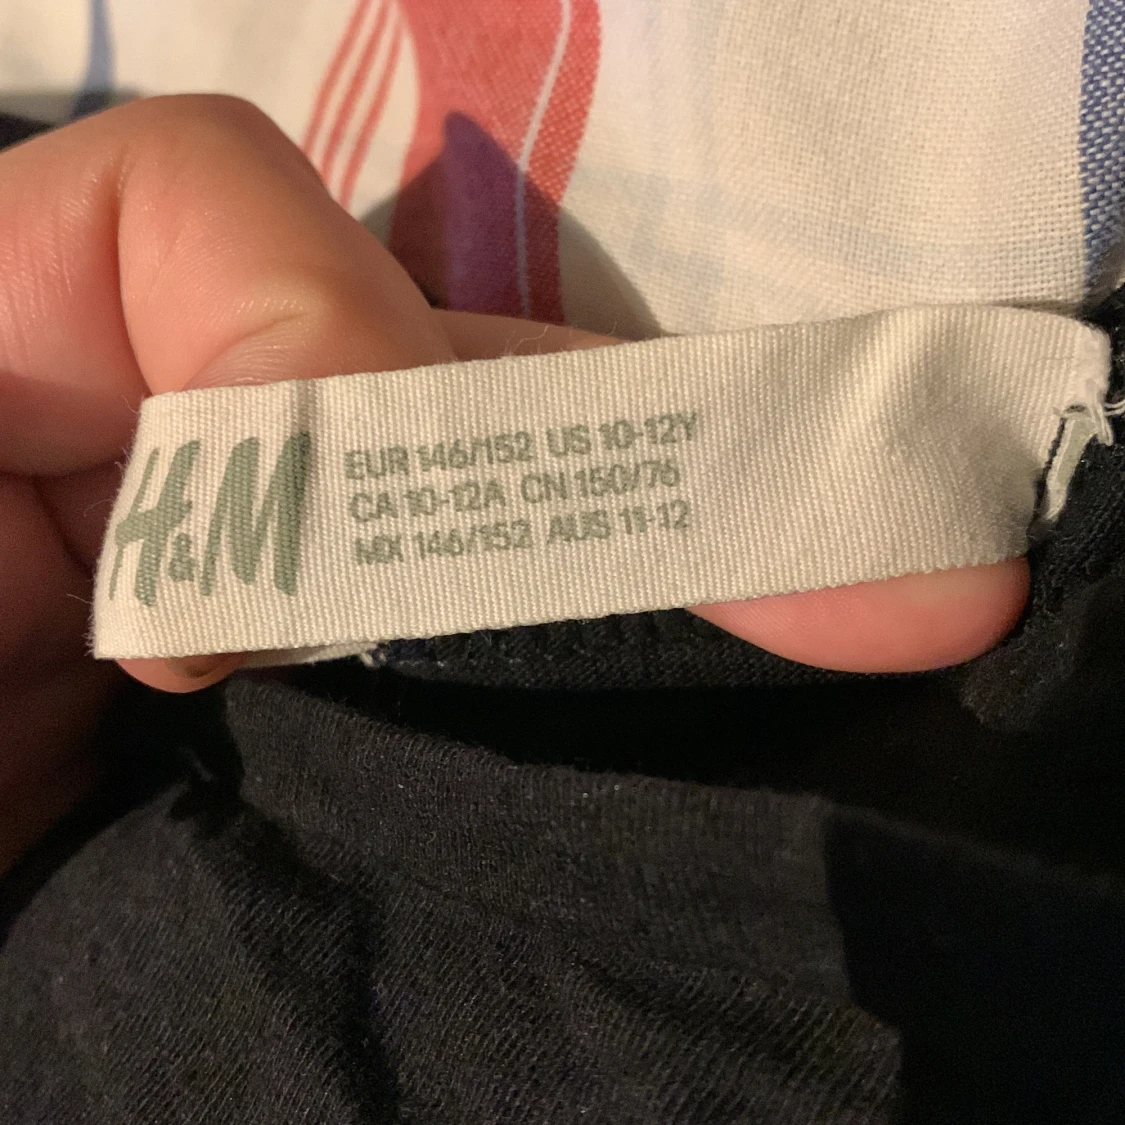 H&M
EUR 146/152 US 10-12Y
CA 10-12A CN 150/76
MX 146/152 AUS 11-12